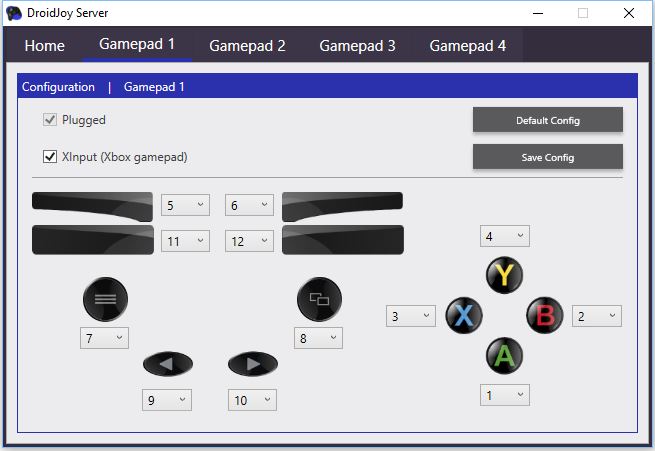 DroidJoy Server
Home Gamepad 1 Gamepad 2 Gamepad 3 Gamepad 4
Configuration | Gamepad 1
Plugged
Default Config
XInput (Xbox gamepad)
Save Config
5 6
11 12
4
Y
3 X B 2
7 8
A
9 10 1